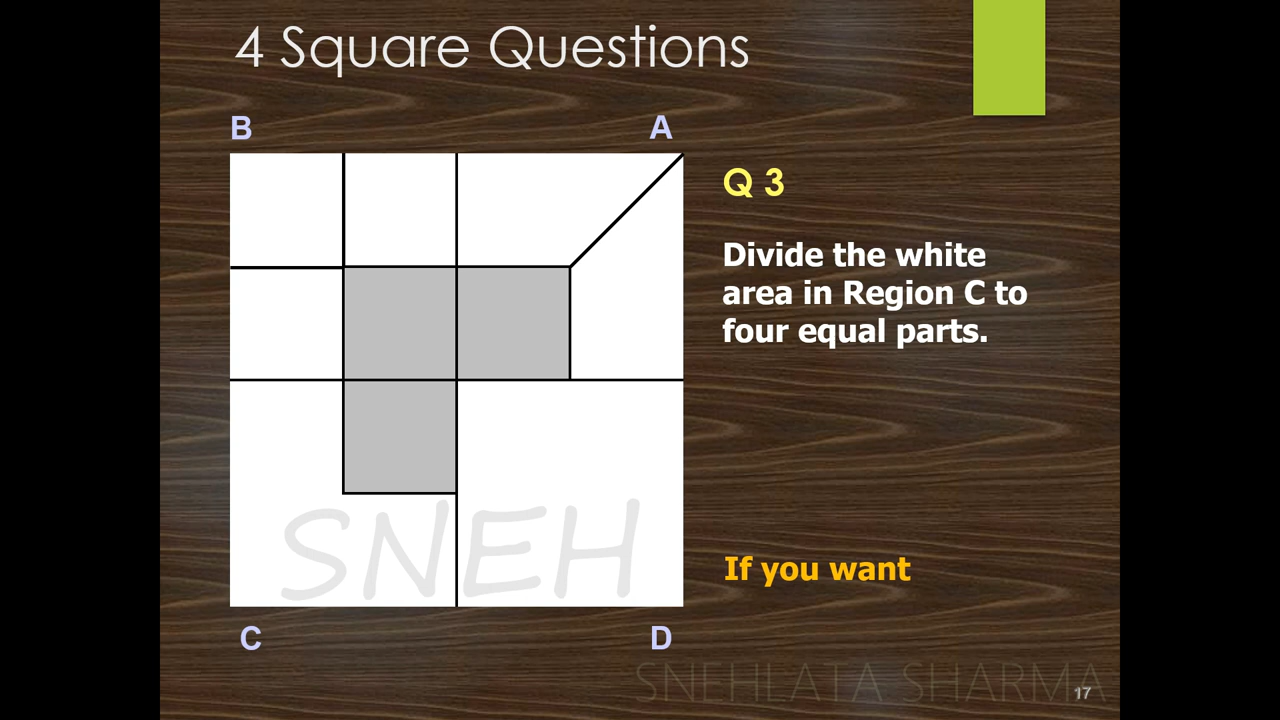 4 Square Questions
B
A
Q 3
Divide the white
area in Region C to
four equal parts.
SNEH
If you want
C
D
SNEHLATA SHARMA
17